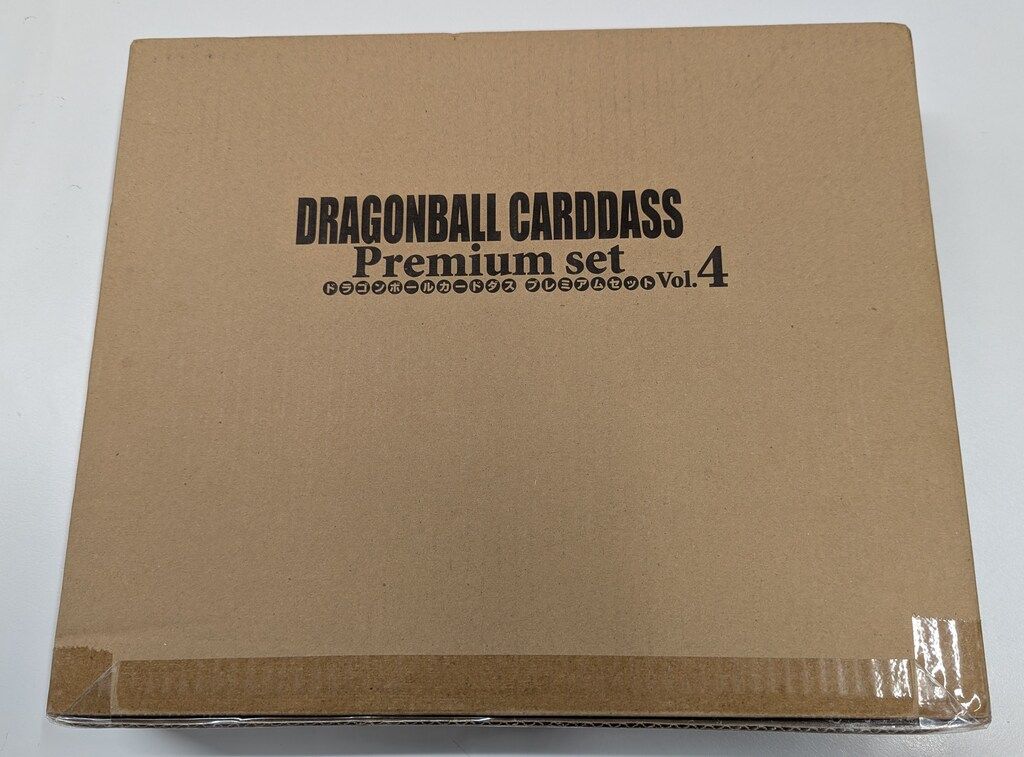 DRAGONBALL CARDDASS
Premium set
ドラゴンボールカードダス プレミアムセット Vol.4